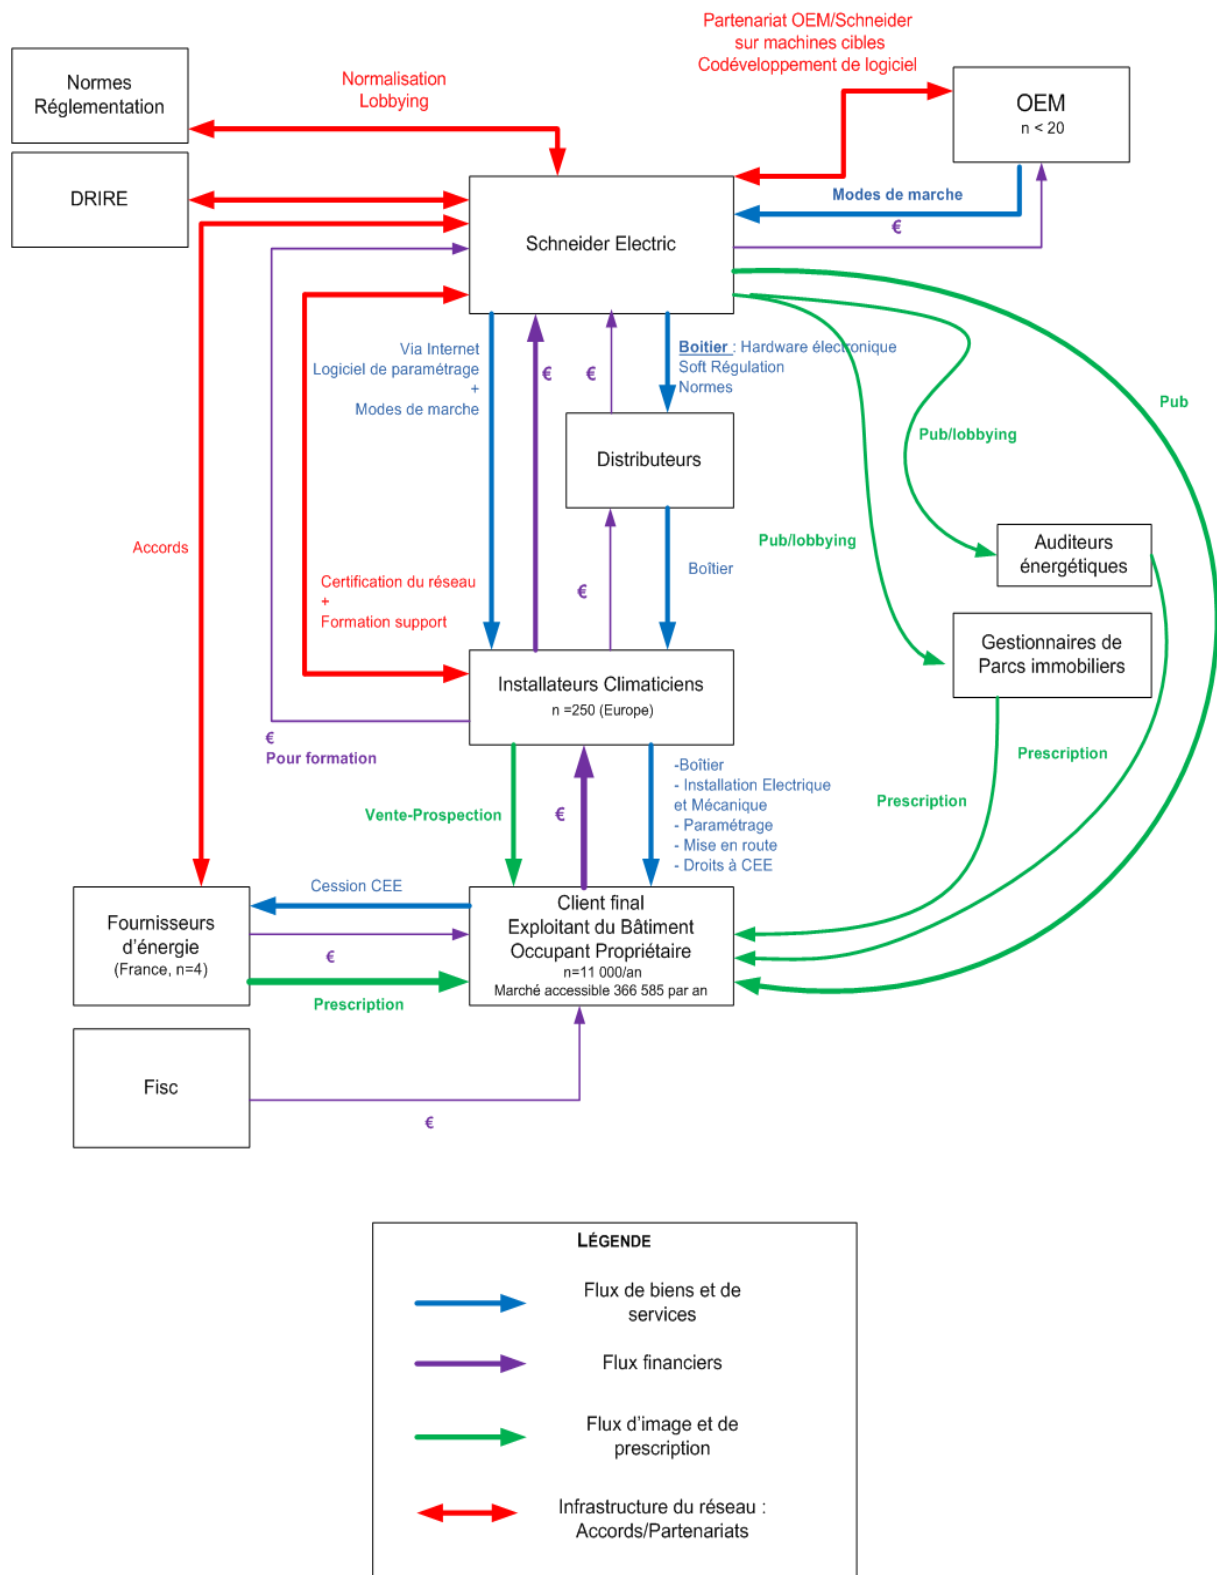 Partenariat OEM/Schneider
sur machines cibles
Codéveloppement de logiciel
Normes
Réglementation
Normalisation
Lobbying
OEM
n < 20
DRIRE
Modes de marche
€
Schneider Electric
Via Internet
Logiciel de paramétrage
+
Modes de marche
€
€
Boitier : Hardware électronique
Soft Régulation
Normes
Pub
Pub/lobbying
Distributeurs
Pub/lobbying
Accords
Boîtier
Auditeurs
énergétiques
Certification du réseau
+
Formation support
€
Gestionnaires de
Parcs immobiliers
Installateurs Climaticiens
n =250 (Europe)
€
Pour formation
Vente-Prospection
€
-Boîtier
- Installation Electrique
et Mécanique
- Paramétrage
- Mise en route
- Droits à CEE
Prescription
Prescription
Cession CEE
Fournisseurs
d'énergie
(France, n=4)
€
Prescription
Client final
Exploitant du Bâtiment
Occupant Propriétaire
n=11 000/an
Marché accessible 366 585 par an
Fisc
€
LÉGENDE
Flux de biens et de
services
Flux financiers
Flux d'image et de
prescription
Infrastructure du réseau :
Accords/Partenariats